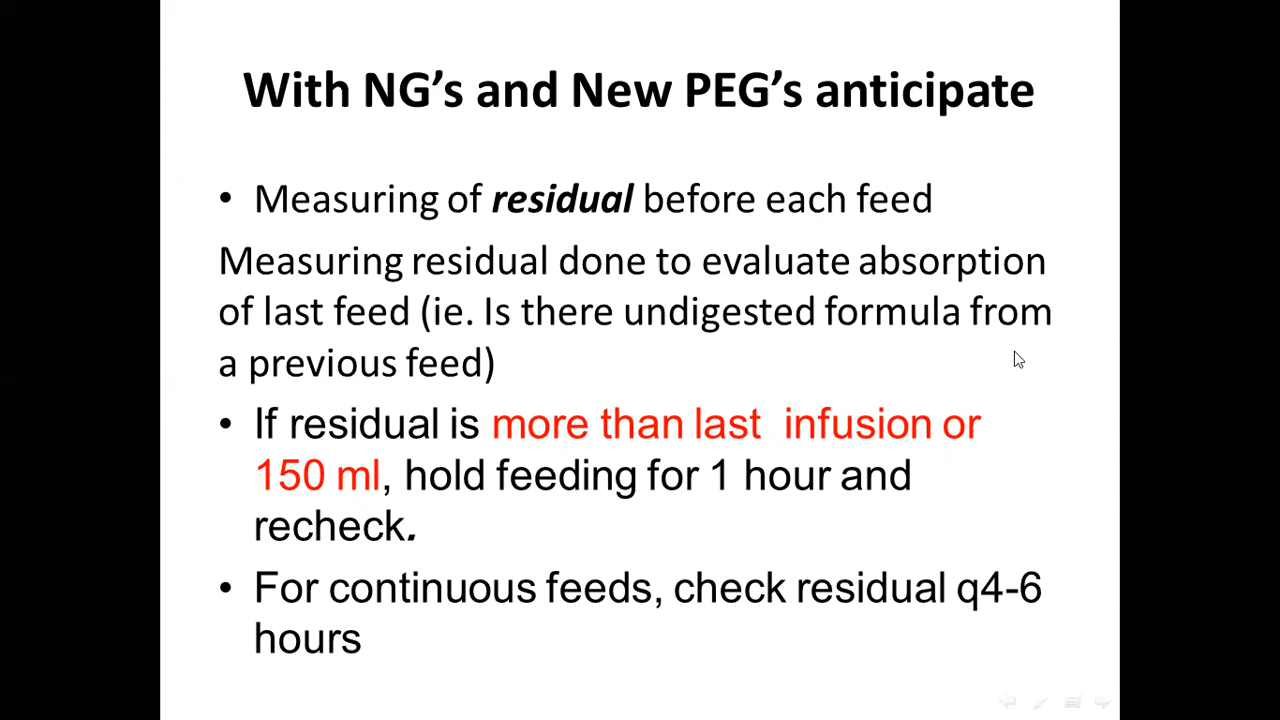 With NG’s and New PEG’s anticipate
• Measuring of residual before each feed
Measuring residual done to evaluate absorption
of last feed (ie. Is there undigested formula from
a previous feed)
• If residual is more than last infusion or
150 ml, hold feeding for 1 hour and
recheck.
• For continuous feeds, check residual q4-6
hours